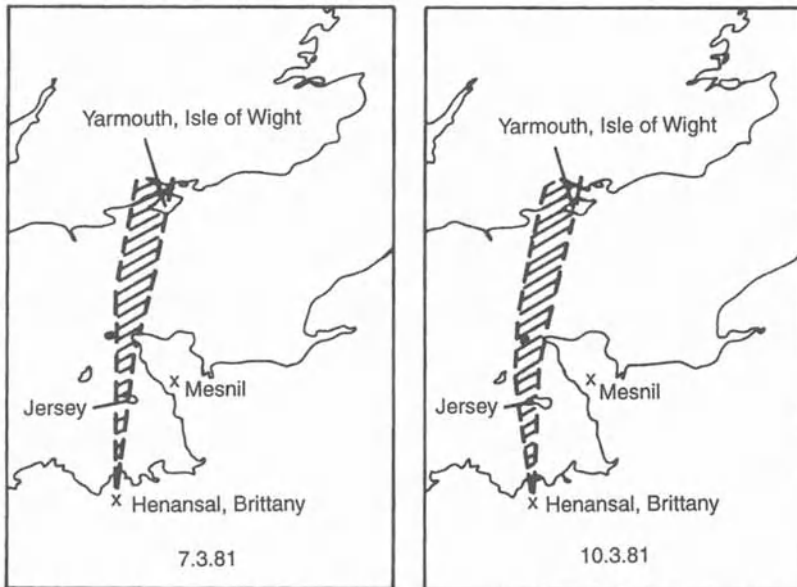 Yarmouth, Isle of Wight
x Mesnil
Jersey
x Henansal, Brittany
7.3.81
Yarmouth, Isle of Wight
x Mesnil
Jersey
x Henansal, Brittany
10.3.81